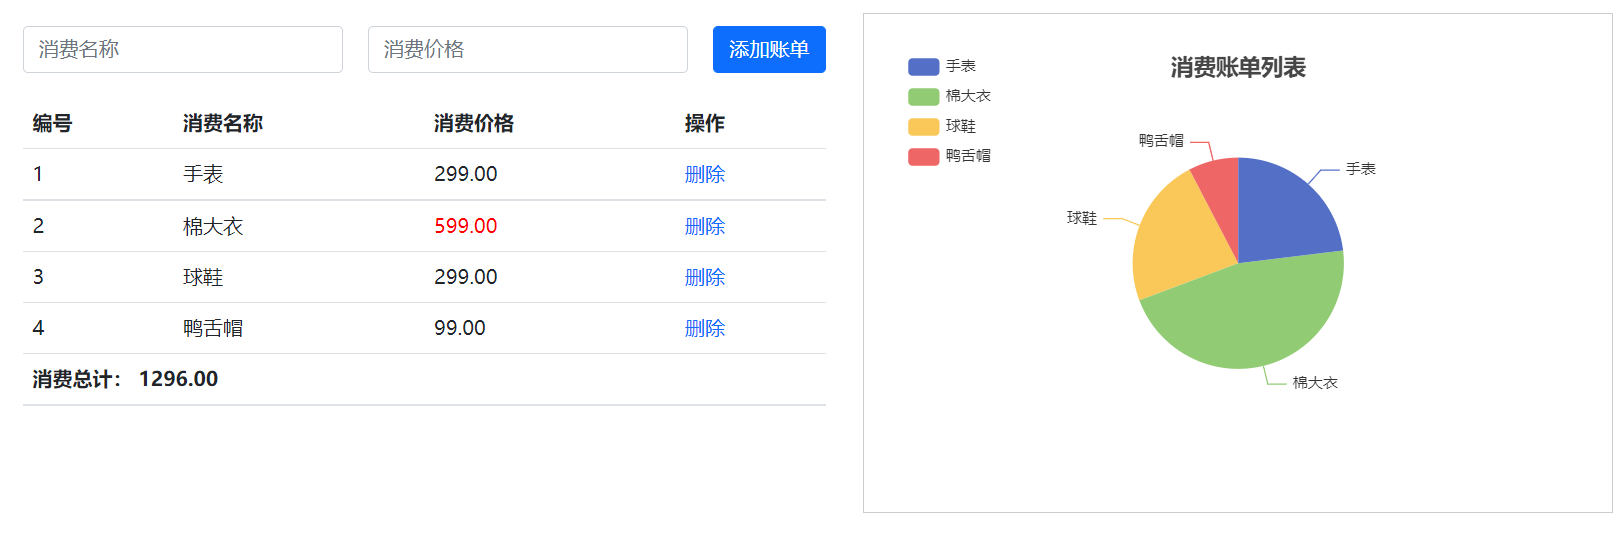 消费名称 消费价格 添加账单
编号 消费名称 消费价格 操作
1 手表 299.00 删除
2 棉大衣 599.00 删除
3 球鞋 299.00 删除
4 鸭舌帽 99.00 删除
消费总计： 1296.00
消费账单列表
手表
棉大衣
球鞋
鸭舌帽
鸭舌帽
手表
球鞋
棉大衣